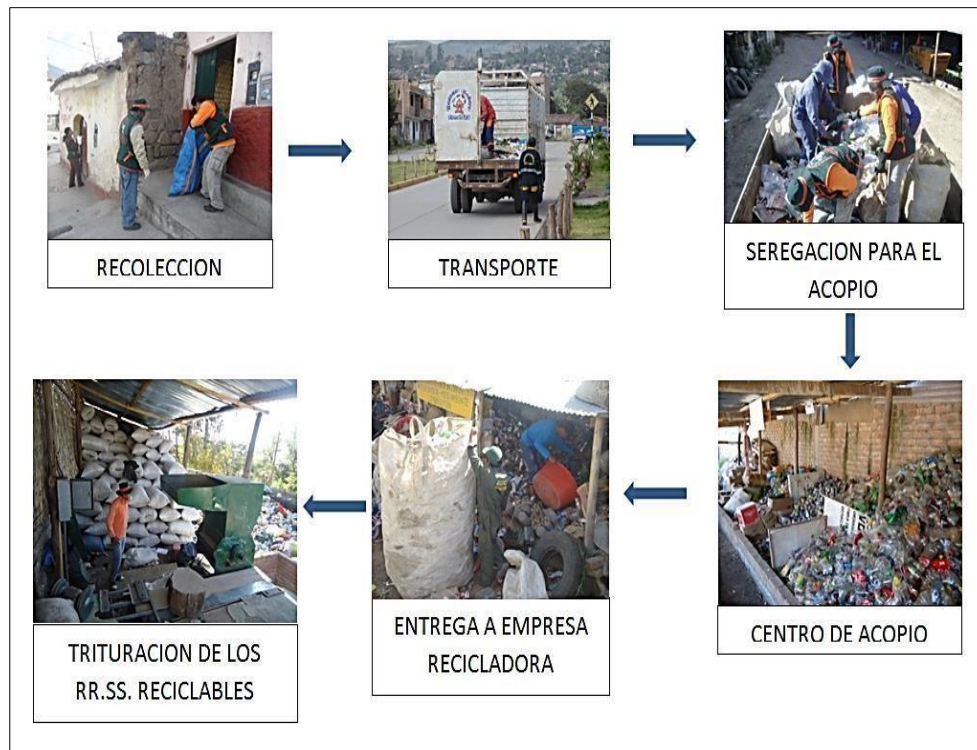 RECOLECCION
TRANSPORTE
SEREGACION PARA EL
ACOPIO
CENTRO DE ACOPIO
ENTREGA A EMPRESA
RECICLADORA
TRITURACION DE LOS
RR.SS. RECICLABLES